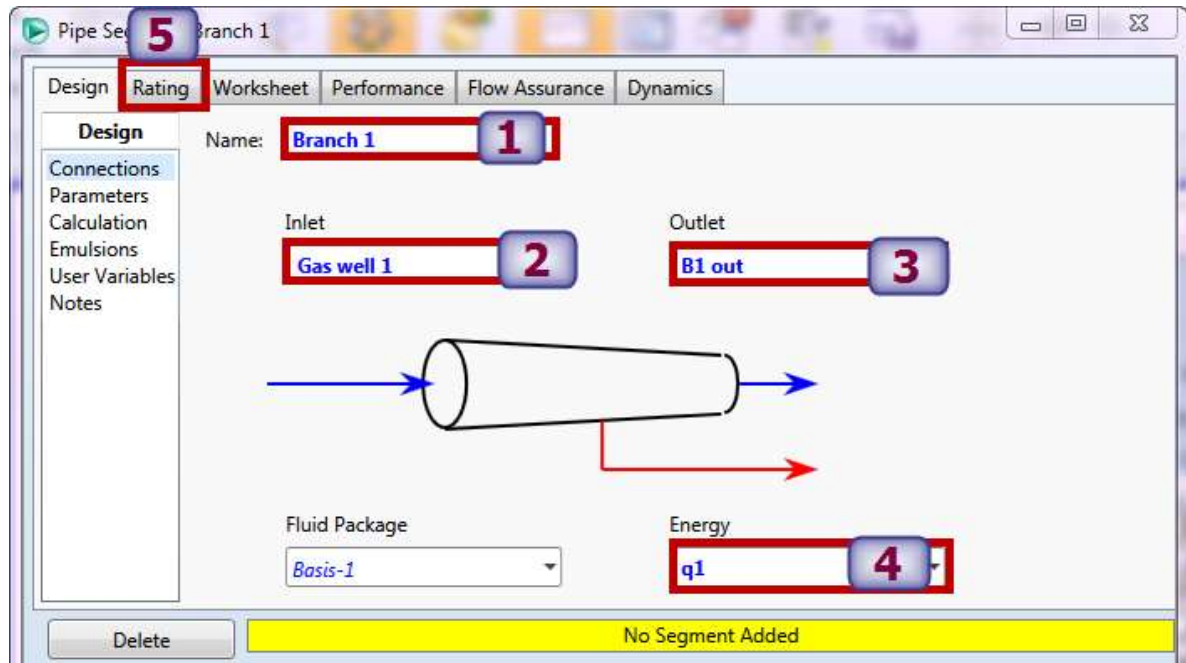 Pipe Se 5 Branch 1
Design Rating Worksheet Performance Flow Assurance Dynamics
Design
Connections
Parameters
Calculation
Emulsions
User Variables
Notes
Name: Branch 1 1
Inlet Outlet
Gas well 1 2 B1 out 3
Fluid Package Energy
Basis-1 q1 4
Delete No Segment Added